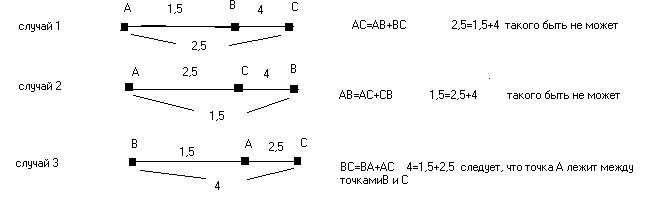 A 1,5 B 4 C
случай 1
2,5
AC=AB+BC 2,5=1,5+4 такого быть не может
A 2,5 C 4 B
случай 2
1,5
AB=AC+CB 1,5=2,5+4 такого быть не может
B 1,5 A 2,5 C
случай 3
4
BC=BA+AC 4=1,5+2,5 следует, что точка А лежит между
точкамиВ и С